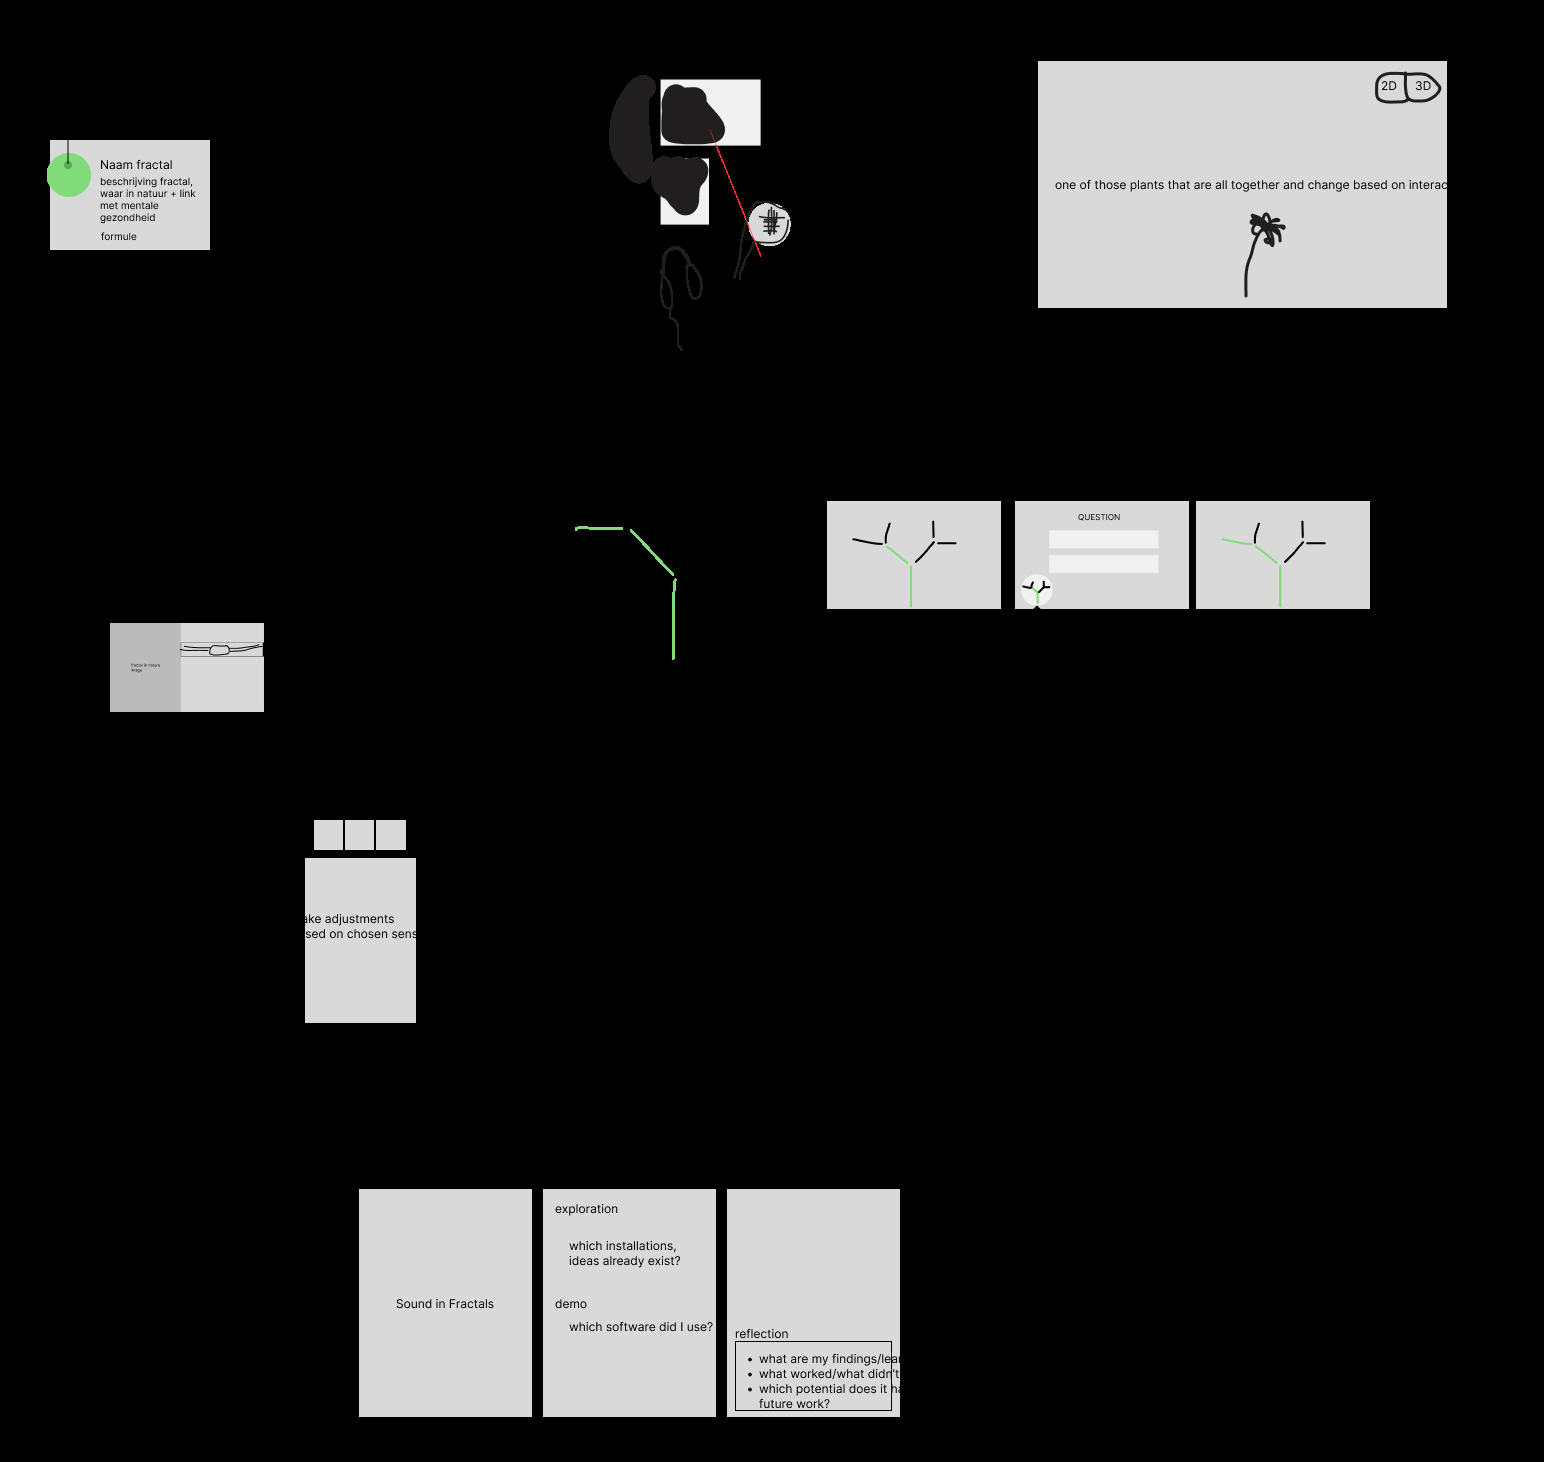 2D
3D
Naam fractal
beschrijving fractal,
waar in natuur + link
met mentale
gezondheid
formule
one of those plants that are all together and change based on interac
QUESTION
fractal in nature
image
ake adjustments
sed on chosen sens
Sound in Fractals
exploration
which installations,
ideas already exist?
demo
which software did I use?
reflection
• what are my findings/lear
• what worked/what didn't
• which potential does it ha
future work?